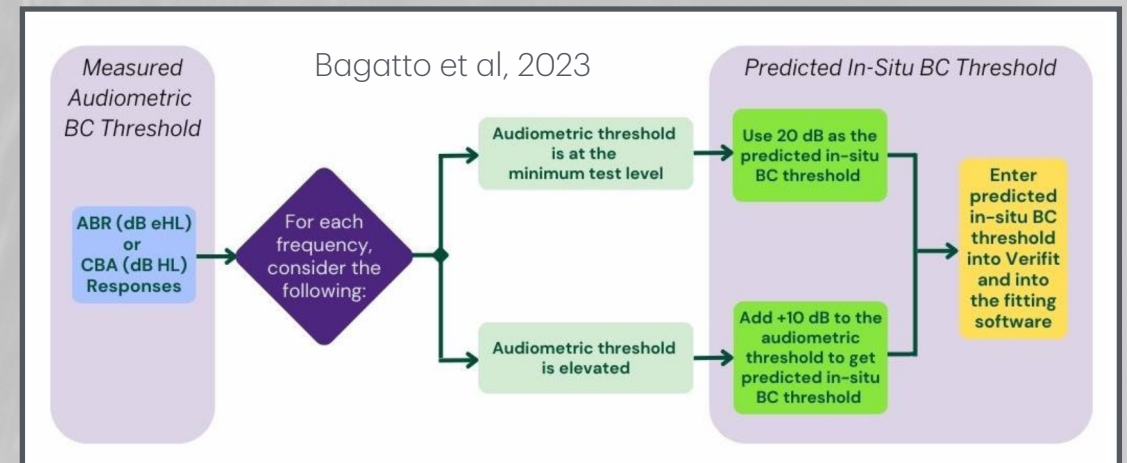 Bagatto et al, 2023
Measured
Audiometric
BC Threshold
ABR (dB eHL)
or
CBA (dB HL)
Responses
For each
frequency,
consider the
following:
Audiometric threshold
is at the
minimum test level
Audiometric threshold
is elevated
Predicted In-Situ BC Threshold
Use 20 dB as the
predicted in-situ
BC threshold
Add +10 dB to the
audiometric
threshold to get
predicted in-situ
BC threshold
Enter
predicted
in-situ BC
threshold
into Verifit
and into
the fitting
software